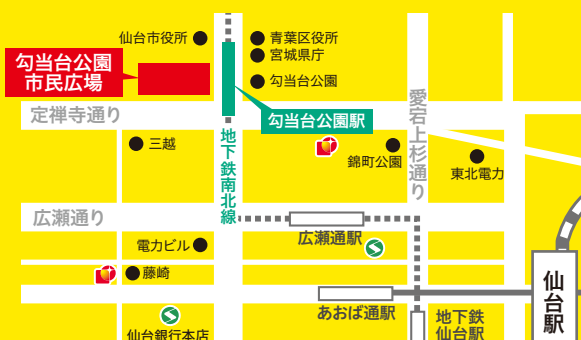 仙台市役所
青葉区役所
宮城県庁
勾当台公園
市民広場
勾当台公園
定禅寺通り
勾当台公園駅
愛宕上杉通り
三越
地下鉄南北線
錦町公園
東北電力
広瀬通り
広瀬通駅
電力ビル
藤崎
仙台駅
あおば通駅
地下鉄
仙台駅
仙台銀行本店